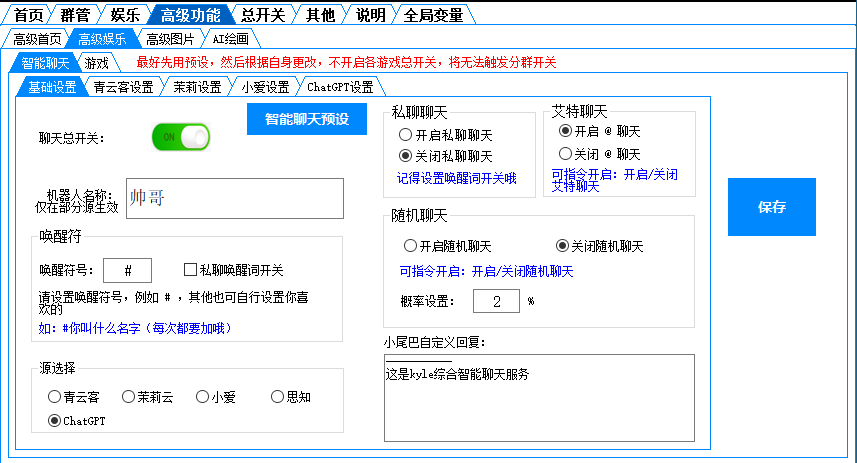 首页 群管 娱乐 高级功能 总开关 其他 说明 全局变量
高级首页 高级娱乐 高级图片 AI绘画
智能聊天 游戏 最好先用预设，然后根据自身更改，不开启各游戏总开关，将无法触发分群开关
基础设置 青云客设置 茉莉设置 小爱设置 ChatGPT设置
聊天总开关： ON
智能聊天预设
机器人名称：
仅在部分源生效
帅哥
唤醒符
唤醒符号： # 私聊唤醒词开关
请设置唤醒符号，例如 # ，其他也可自行设置你喜
欢的
如：#你叫什么名字（每次都要加哦）
源选择
青云客 茉莉云 小爱 思知
ChatGPT
私聊聊天
开启私聊聊天
关闭私聊聊天
记得设置唤醒词开关哦
艾特聊天
开启 @ 聊天
关闭 @ 聊天
可指令开启：开启/关闭
艾特聊天
随机聊天
开启随机聊天 关闭随机聊天
可指令开启：开启/关闭随机聊天
概率设置： 2 %
小尾巴自定义回复：
——————
这是kyle综合智能聊天服务
保存